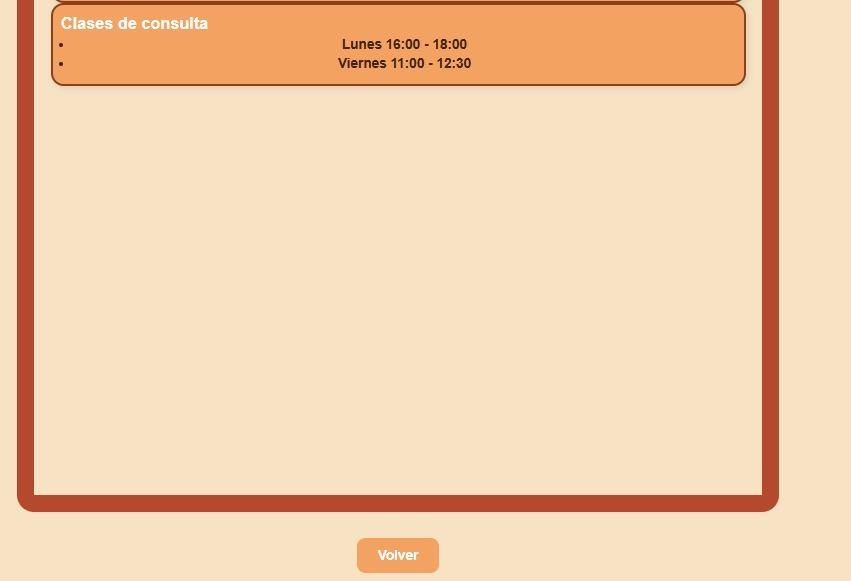 Clases de consulta
Lunes 16:00 - 18:00
Viernes 11:00 - 12:30
Volver